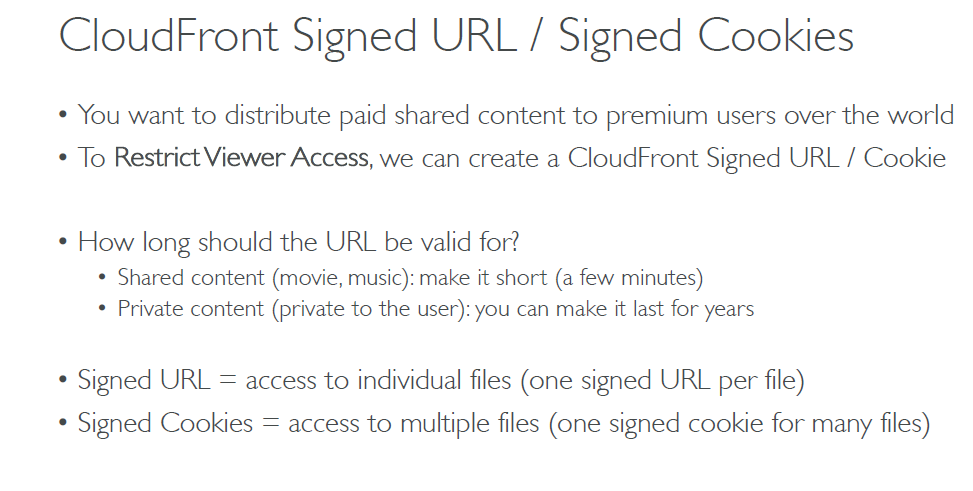 CloudFront Signed URL / Signed Cookies
• You want to distribute paid shared content to premium users over the world
• To Restrict Viewer Access, we can create a CloudFront Signed URL / Cookie
• How long should the URL be valid for?
• Shared content (movie, music): make it short (a few minutes)
• Private content (private to the user): you can make it last for years
• Signed URL = access to individual files (one signed URL per file)
• Signed Cookies = access to multiple files (one signed cookie for many files)